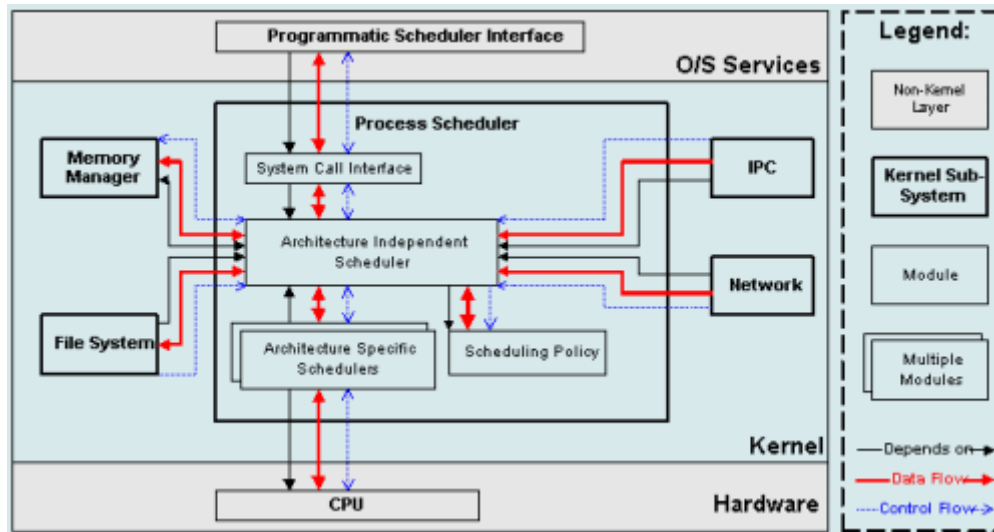 Programmatic Scheduler Interface
O/S Services
Process Scheduler
Memory
Manager
System Call Interface
IPC
Architecture Independent
Scheduler
Network
File System
Architecture Specific
Schedulers
Scheduling Policy
Kernel
CPU
Hardware
Legend:
Non-Kernel
Layer
Kernel Sub-
System
Module
Multiple
Modules
Depends on
Data Flow
Control Flow